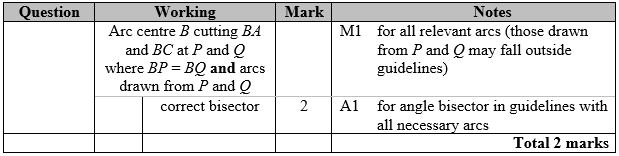 Question Working Mark Notes
Arc centre B cutting BA M1 for all relevant arcs (those drawn
and BC at P and Q from P and Q may fall outside
where BP = BQ and arcs guidelines)
drawn from P and Q
correct bisector 2 A1 for angle bisector in guidelines with
all necessary arcs
Total 2 marks